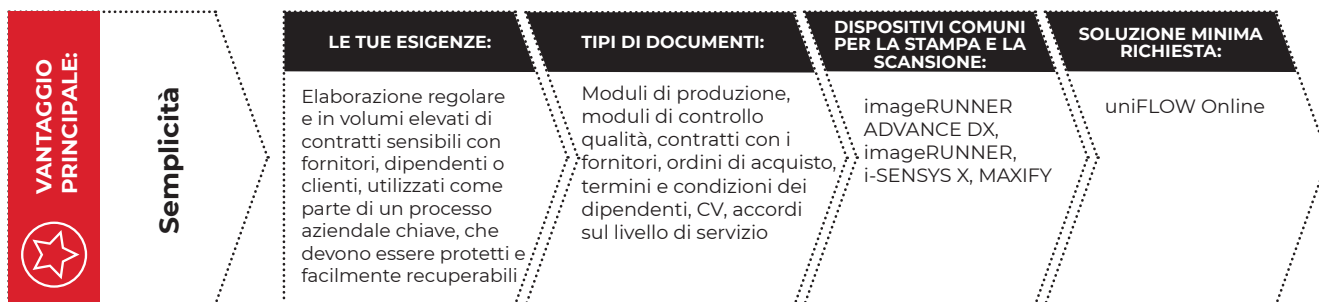 VANTAGGIO
PRINCIPALE:
Semplicità
LE TUE ESIGENZE:
Elaborazione regolare
e in volumi elevati di
contratti sensibili con
fornitori, dipendenti o
clienti, utilizzati come
parte di un processo
aziendale chiave, che
devono essere protetti e
facilmente recuperabili
TIPI DI DOCUMENTI:
Moduli di produzione,
moduli di controllo
qualità, contratti con i
fornitori, ordini di acquisto,
termini e condizioni dei
dipendenti, CV, accordi
sul livello di servizio
DISPOSITIVI COMUNI
PER LA STAMPA E LA
SCANSIONE:
imageRUNNER
ADVANCE DX,
imageRUNNER,
i-SENSYS X, MAXIFY
SOLUZIONE MINIMA
RICHIESTA:
uniFLOW Online